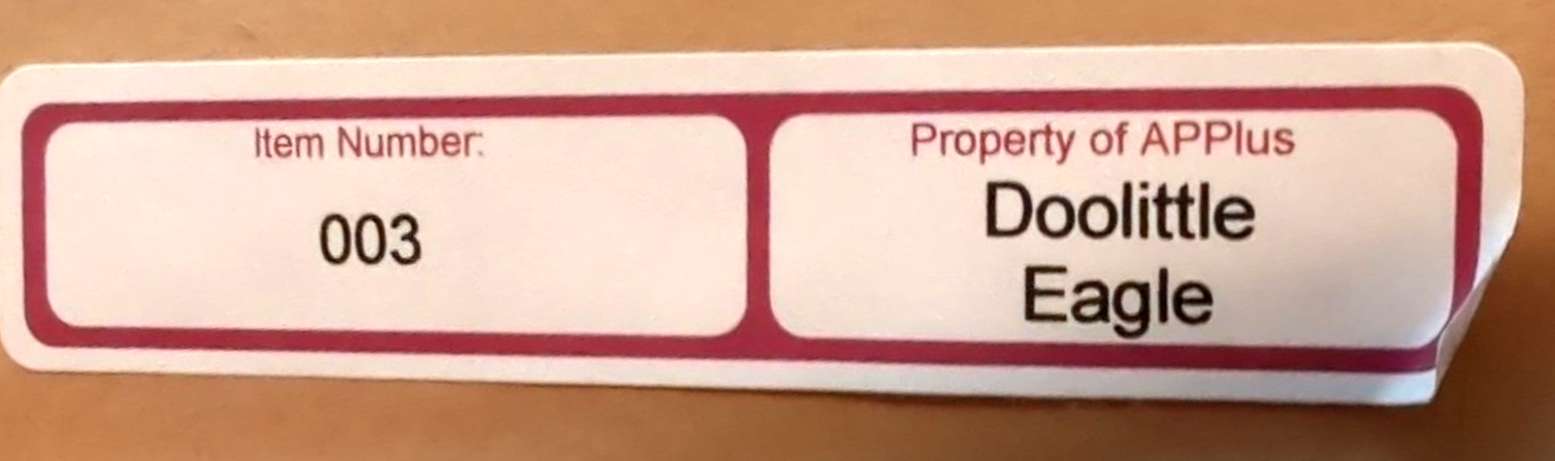 Item Number:
003
Property of APPlus
Doolittle
Eagle